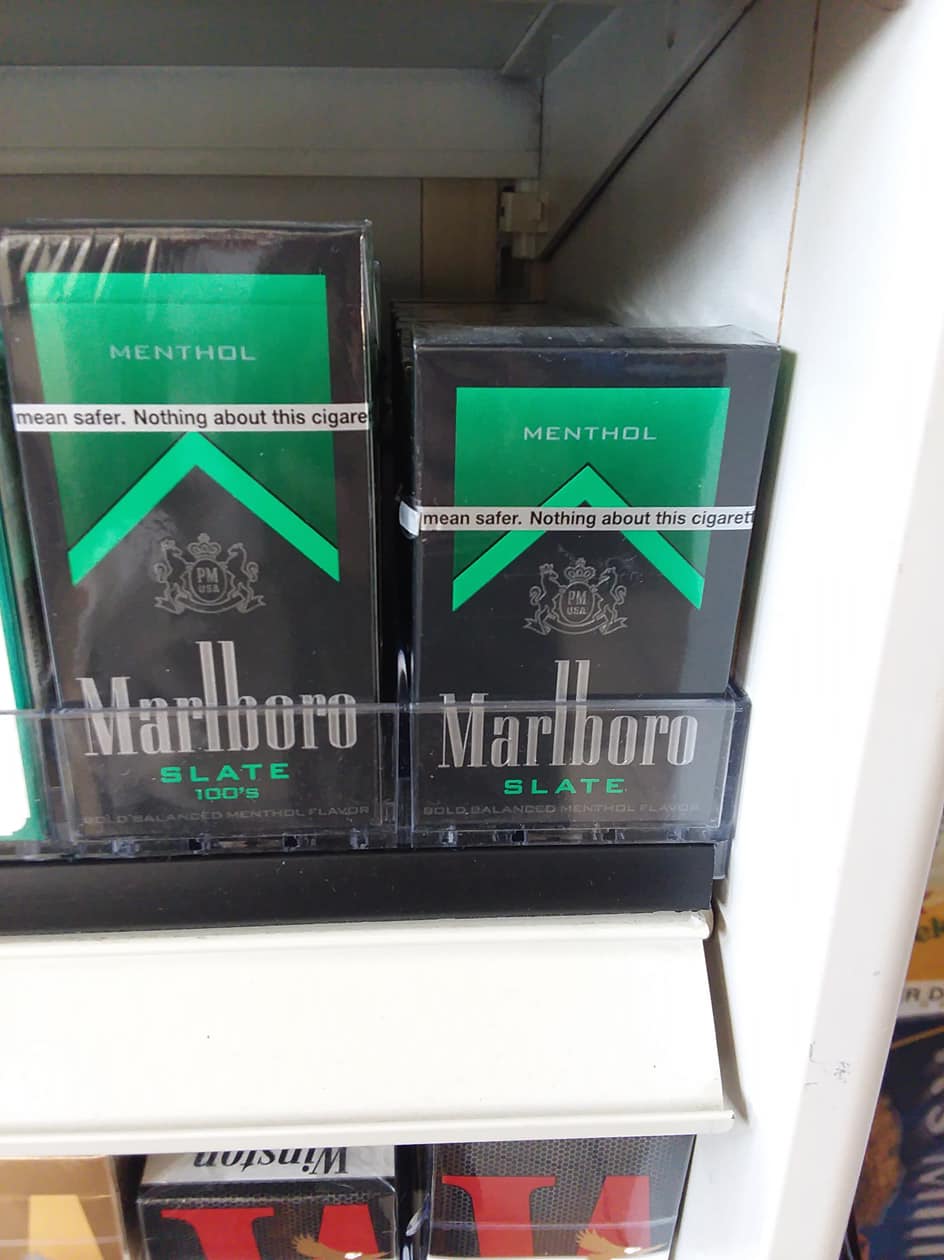 MENTHOL
mean safer. Nothing about this cigare
PM
USA
Marlboro
SLATE
100's
BOLD BALANCED MENTHOL FLAVOR
MENTHOL
mean safer. Nothing about this cigarett
PM
USA
Marlboro
SLATE
BOLD BALANCED MENTHOL FLAVOR
Winston